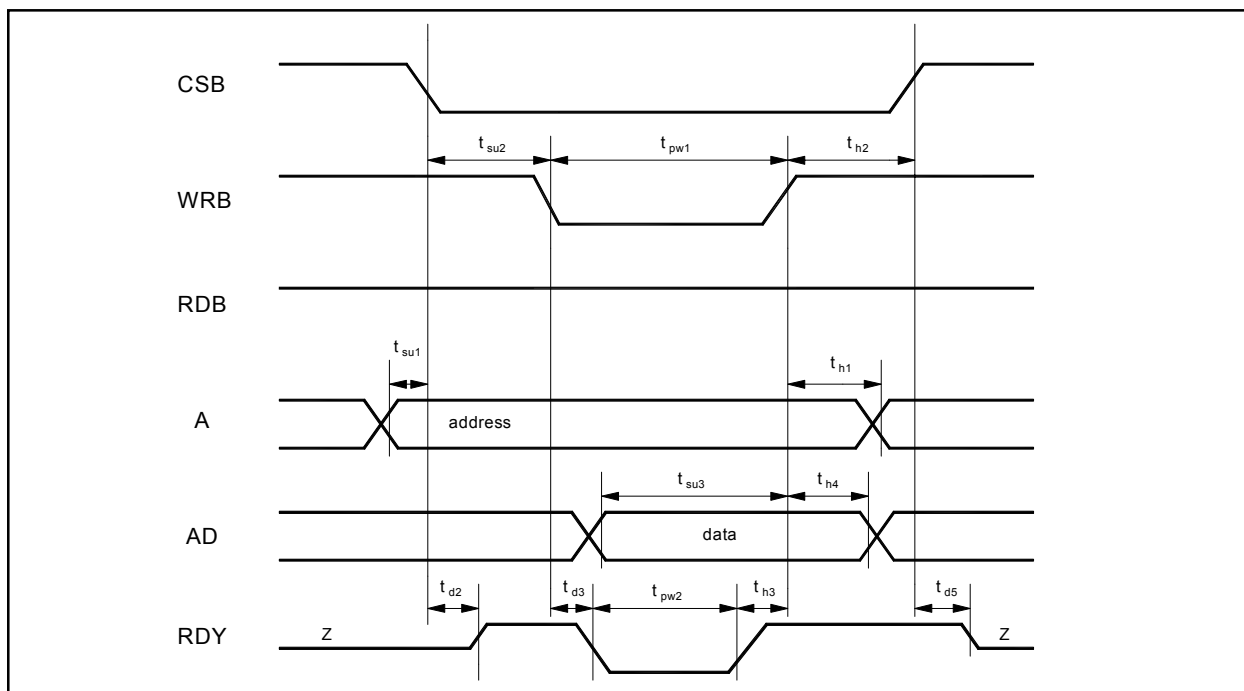 CSB
t su2 t pw1 t h2
WRB
RDB
t su1
t h1
A
address
t su3 t h4
AD
data
t d2 t d3 t pw2 t h3 t d5
RDY
Z Z